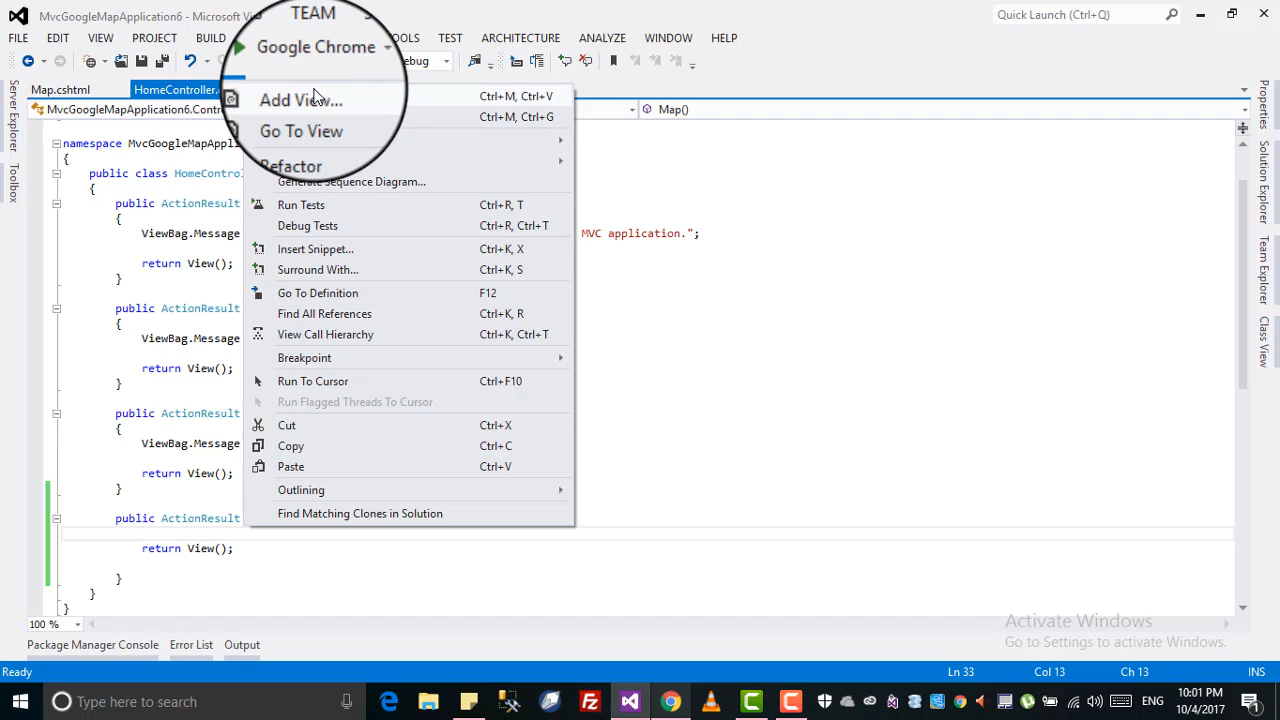 MvcGoogleMapApplication6 - Microsoft Vi
TEAM
Quick Launch (Ctrl+Q)
FILE EDIT VIEW PROJECT BUILD TEST ARCHITECTURE ANALYZE WINDOW HELP
Google Chrome
Map.cshtml HomeController.
MvcGoogleMapApplication6.Contro Map()
Add View... Ctrl+M, Ctrl+V
Go To View Ctrl+M, Ctrl+G
Refactor
Generate Sequence Diagram...
Run Tests Ctrl+R, T
Debug Tests Ctrl+R, Ctrl+T
Insert Snippet... Ctrl+K, X
Surround With... Ctrl+K, S
Go To Definition F12
Find All References Ctrl+K, R
View Call Hierarchy Ctrl+K, Ctrl+T
Breakpoint
Run To Cursor Ctrl+F10
Run Flagged Threads To Cursor
Cut Ctrl+X
Copy Ctrl+C
Paste Ctrl+V
Outlining
Find Matching Clones in Solution
namespace MvcGoogleMapApplication6
{
public class HomeContro
{
public ActionResult
{
ViewBag.Message MVC application.";
return View();
}
public ActionResult
{
ViewBag.Message
return View();
}
public ActionResult
{
ViewBag.Message
return View();
}
public ActionResult
return View();
}
}
}
Server Explorer
Toolbox
Properties
Team Explorer
Class View
100 %
Activate Windows
Go to Settings to activate Windows.
Package Manager Console Error List Output
Ready Ln 33 Col 13 Ch 13 INS
Type here to search
ENG
10:01 PM
10/4/2017